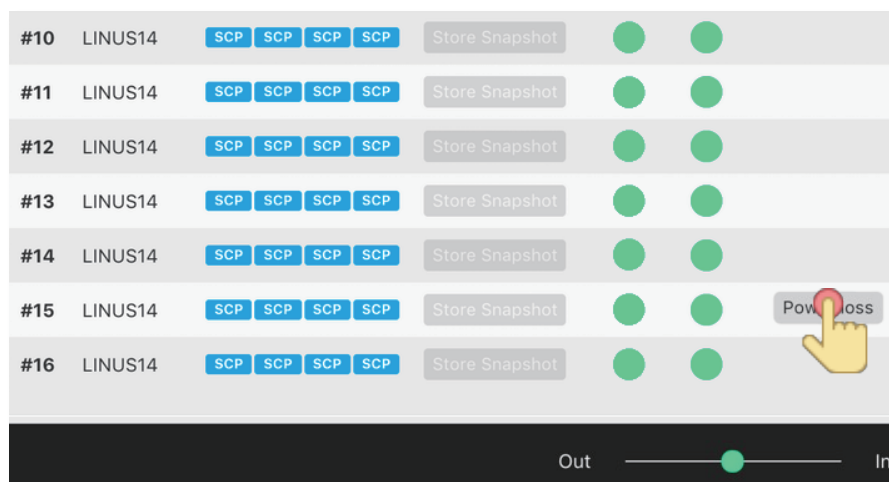 #10 LINUS14 SCP SCP SCP SCP Store Snapshot
#11 LINUS14 SCP SCP SCP SCP Store Snapshot
#12 LINUS14 SCP SCP SCP SCP Store Snapshot
#13 LINUS14 SCP SCP SCP SCP Store Snapshot
#14 LINUS14 SCP SCP SCP SCP Store Snapshot
#15 LINUS14 SCP SCP SCP SCP Store Snapshot
#16 LINUS14 SCP SCP SCP SCP Store Snapshot
Out In